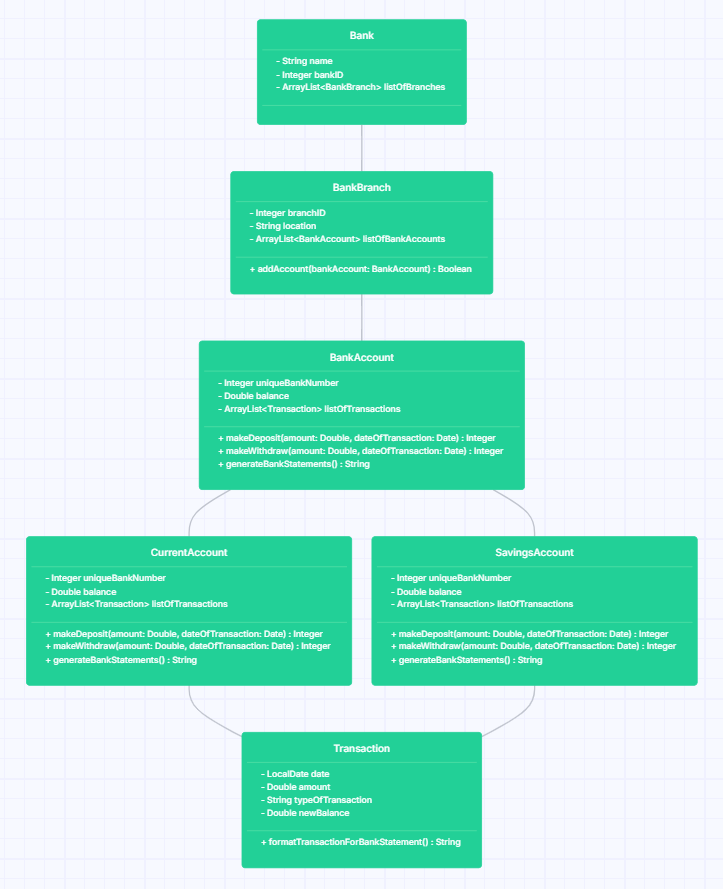 Bank
- String name
- Integer bankID
- ArrayList<BankBranch> listOfBranches
BankBranch
- Integer branchID
- String location
- ArrayList<BankAccount> listOfBankAccounts
+ addAccount(bankAccount: BankAccount) : Boolean
BankAccount
- Integer uniqueBankNumber
- Double balance
- ArrayList<Transaction> listOfTransactions
+ makeDeposit(amount: Double, dateOfTransaction: Date) : Integer
+ makeWithdraw(amount: Double, dateOfTransaction: Date) : Integer
+ generateBankStatements() : String
CurrentAccount
- Integer uniqueBankNumber
- Double balance
- ArrayList<Transaction> listOfTransactions
+ makeDeposit(amount: Double, dateOfTransaction: Date) : Integer
+ makeWithdraw(amount: Double, dateOfTransaction: Date) : Integer
+ generateBankStatements() : String
SavingsAccount
- Integer uniqueBankNumber
- Double balance
- ArrayList<Transaction> listOfTransactions
+ makeDeposit(amount: Double, dateOfTransaction: Date) : Integer
+ makeWithdraw(amount: Double, dateOfTransaction: Date) : Integer
+ generateBankStatements() : String
Transaction
- LocalDate date
- Double amount
- String typeOfTransaction
- Double newBalance
+ formatTransactionForBankStatement() : String